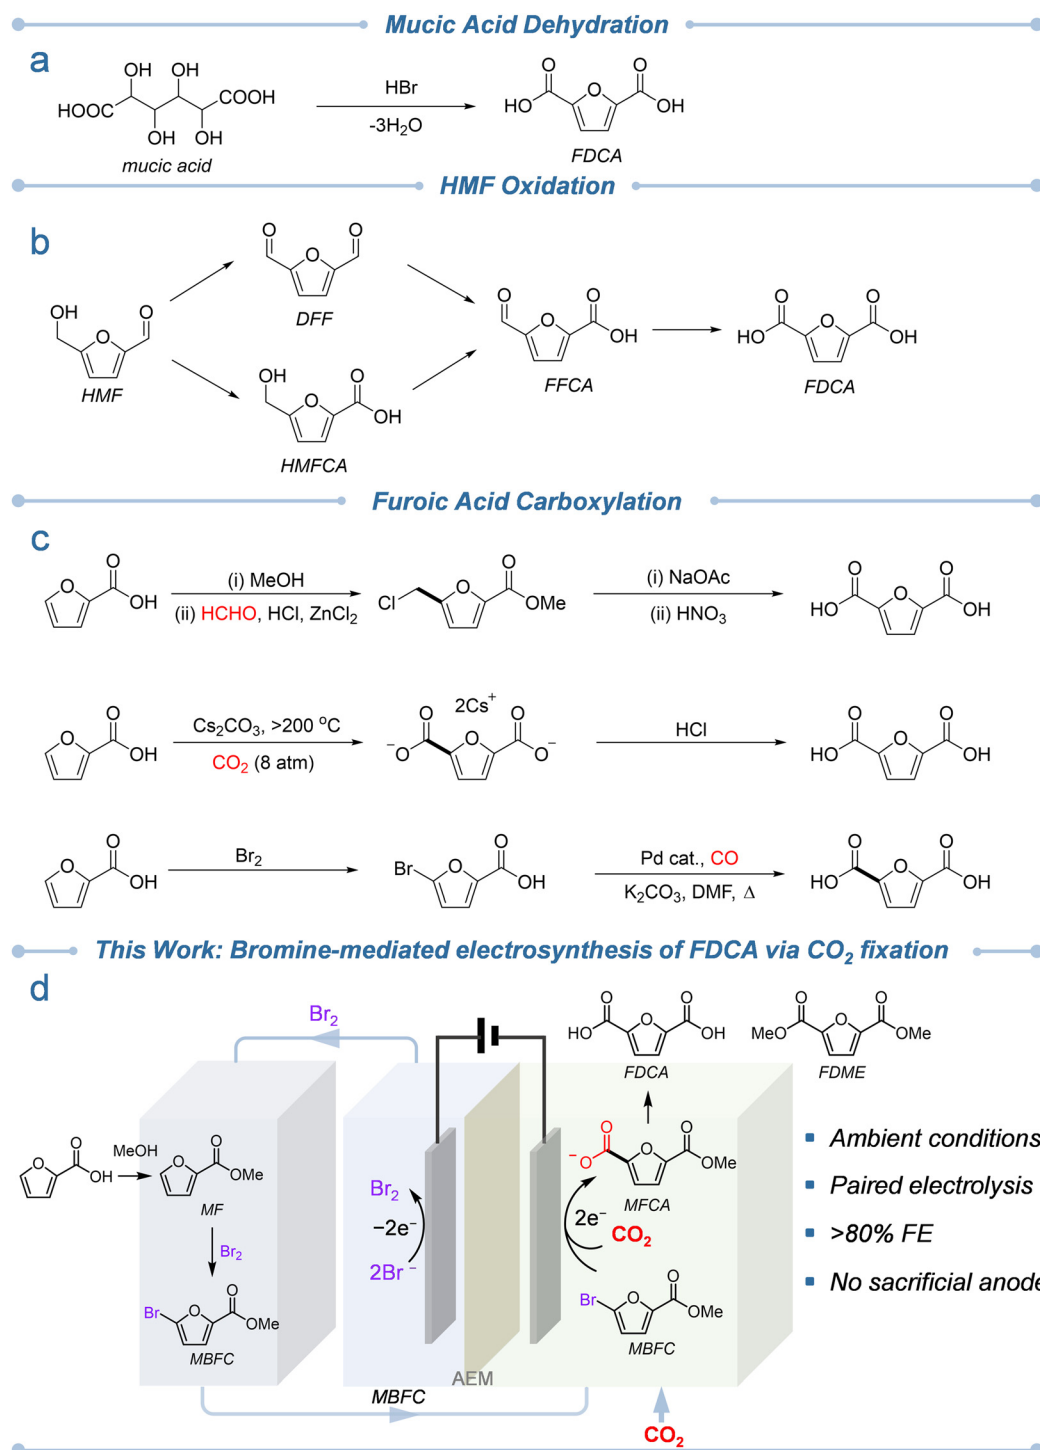 Mucic Acid Dehydration
a
OH OH
HOOC COOH
OH OH
mucic acid
HBr
-3H₂O
O O
HO O OH
FDCA
HMF Oxidation
b
O O
O
DFF
OH O
O
HMF
OH O
O OH
HMFCA
O O
O OH
FFCA
O O
HO O OH
FDCA
Furoic Acid Carboxylation
c
O
O OH
(i) MeOH
(ii) HCHO, HCl, ZnCl₂
O
Cl O OMe
(i) NaOAc
(ii) HNO₃
O O
HO O OH
O
O OH
Cs₂CO₃, >200 °C
CO₂ (8 atm)
2Cs⁺
O O
⁻O O O⁻
HCl
O O
HO O OH
O
O OH
Br₂
O
Br O OH
Pd cat., CO
K₂CO₃, DMF, Δ
O O
HO O OH
This Work: Bromine-mediated electrosynthesis of FDCA via CO₂ fixation
d
Br₂
O O
HO O OH
FDCA
O O
MeO O OMe
FDME
O
O OH
MeOH
O
O OMe
MF
Br₂
O
Br O OMe
MBFC
Br₂
−2e⁻
2Br⁻
AEM
O O
⁻O O OMe
MFCA
2e⁻
CO₂
O
Br O OMe
MBFC
MBFC
CO₂
▪ Ambient conditions
▪ Paired electrolysis
▪ >80% FE
▪ No sacrificial anode